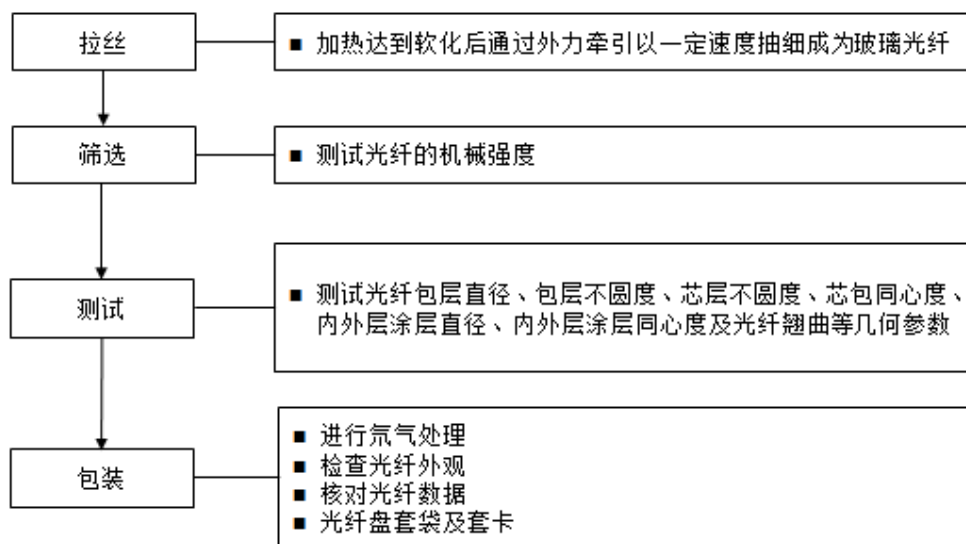 拉丝
■ 加热达到软化后通过外力牵引以一定速度抽细成为玻璃光纤
筛选
■ 测试光纤的机械强度
测试
■ 测试光纤包层直径、包层不圆度、芯层不圆度、芯包同心度、
内外层涂层直径、内外层涂层同心度及光纤翘曲等几何参数
包装
■ 进行氘气处理
■ 检查光纤外观
■ 核对光纤数据
■ 光纤盘套袋及套卡